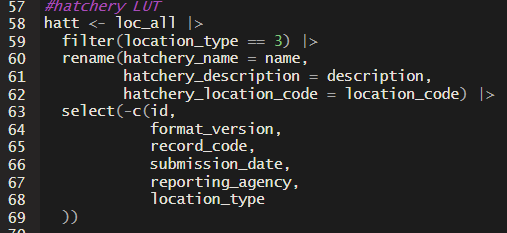 57 #hatchery LUT
58 hatt <- loc_all |>
59 filter(location_type == 3) |>
60 rename(hatchery_name = name,
61 hatchery_description = description,
62 hatchery_location_code = location_code) |>
63 select(-c(id,
64 format_version,
65 record_code,
66 submission_date,
67 reporting_agency,
68 location_type
69 ))